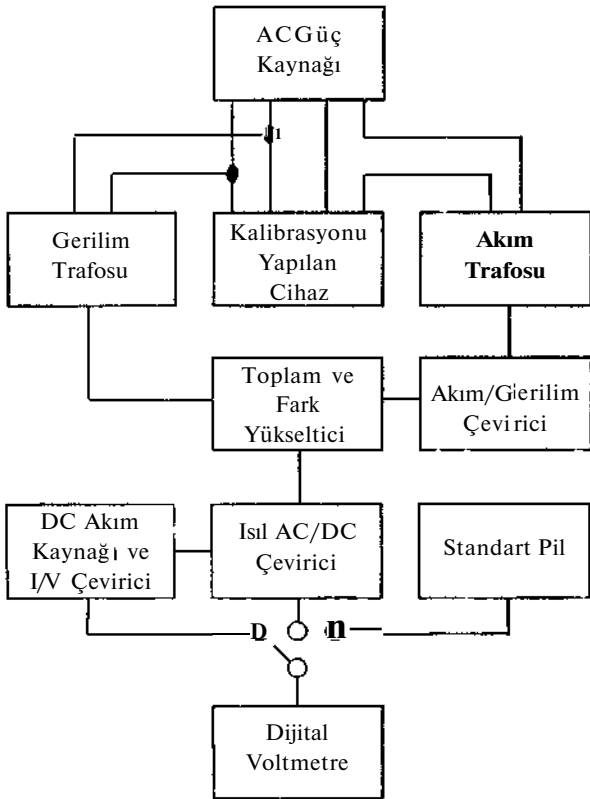 ACGüç
Kaynağı
Gerilim
Trafosu
Kalibrasyonu
Yapılan
Cihaz
Akım
Trafosu
Toplam ve
Fark
Yükseltici
Akım/Gerilim
Çevirici
DC Akım
Kaynağı ve
I/V Çevirici
Isıl AC/DC
Çevirici
Standart Pil
D
n
Dijital
Voltmetre